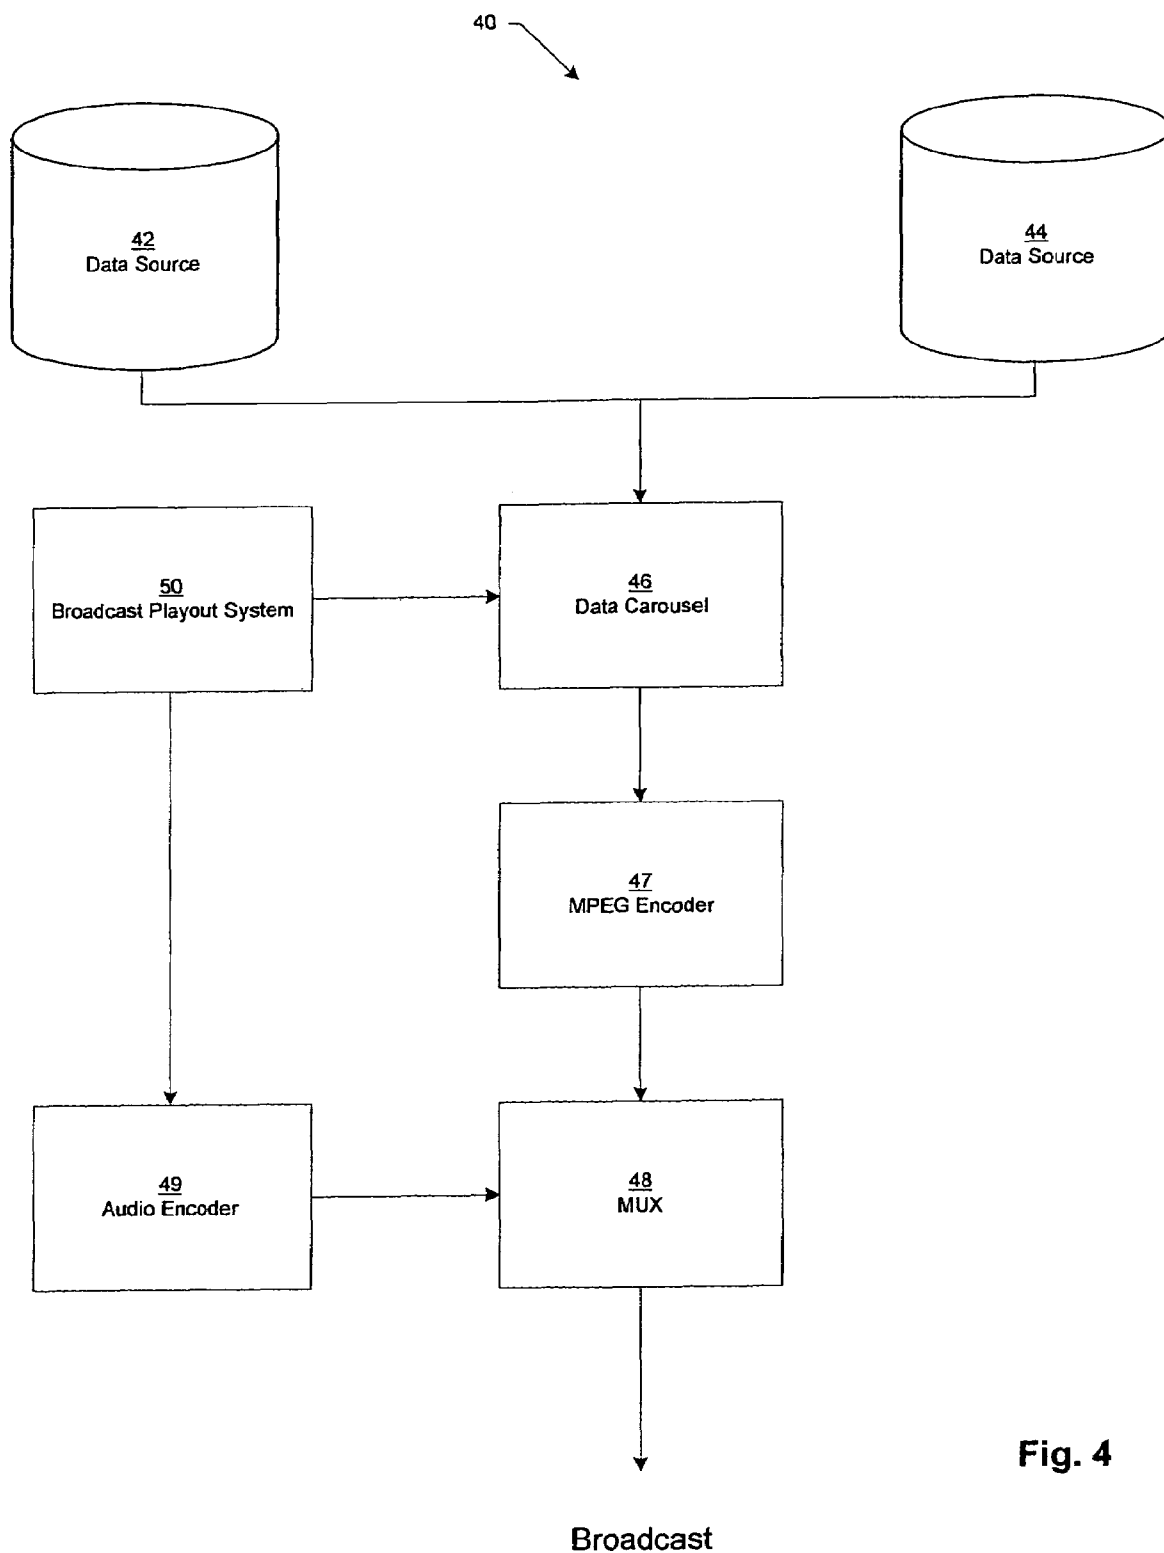 40
42
Data Source
44
Data Source
50
Broadcast Playout System
46
Data Carousel
47
MPEG Encoder
49
Audio Encoder
48
MUX
Fig. 4
Broadcast